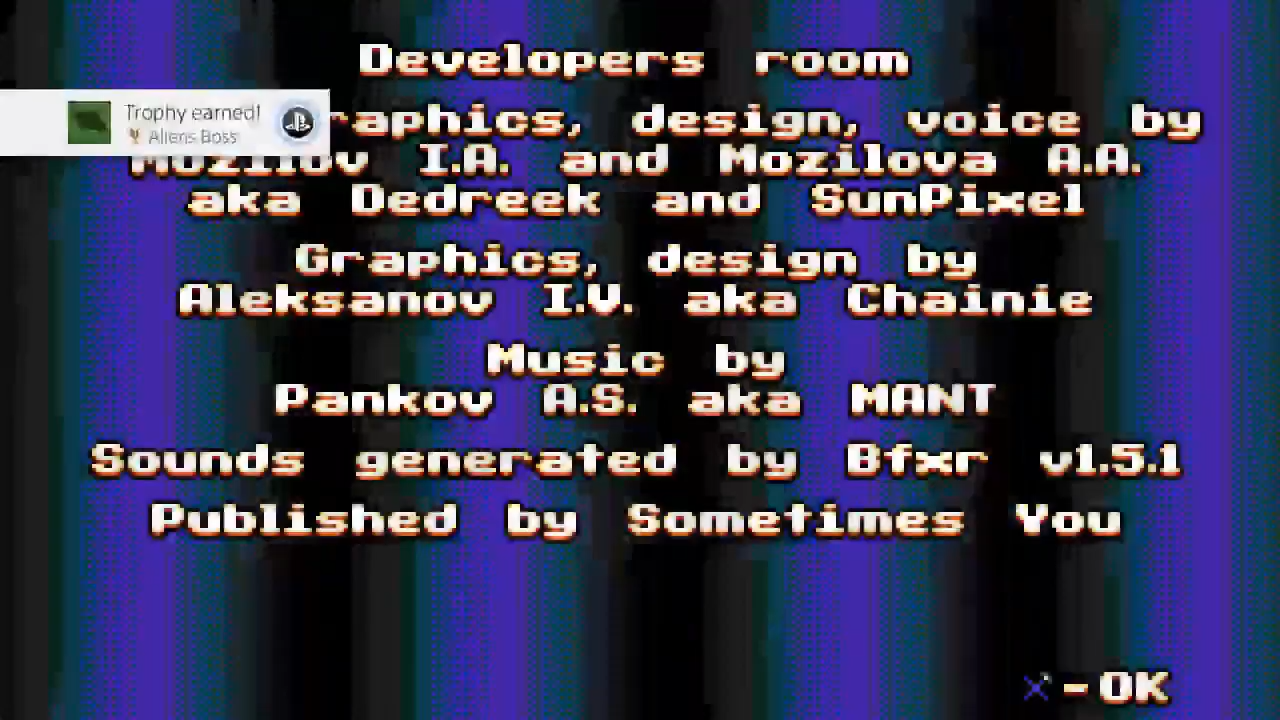 Developers room
Trophy earned!
Aliens Boss
raphics, design, voice by
Mozilov I.A. and Mozilova A.A.
aka Dedreek and SunPixel
Graphics, design by
Aleksanov I.V. aka Chainie
Music by
Pankov A.S. aka MANT
Sounds generated by Bfxr v1.5.1
Published by Sometimes You
- OK